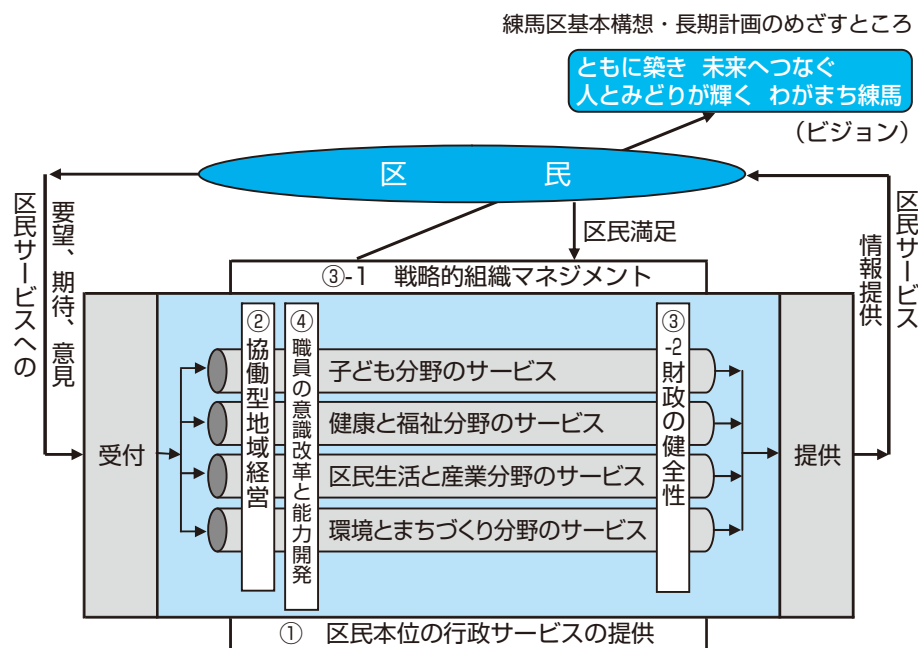 練馬区基本構想・長期計画のめざすところ
ともに築き 未来へつなぐ
人とみどりが輝く わがまち練馬
（ビジョン）
区 民
区民満足
要望、期待、意見
区民サービスへの
区民サービス
情報提供
③-1 戦略的組織マネジメント
受付
②協働型地域経営
④職員の意識改革と能力開発
③-2財政の健全性
子ども分野のサービス
健康と福祉分野のサービス
区民生活と産業分野のサービス
環境とまちづくり分野のサービス
提供
① 区民本位の行政サービスの提供